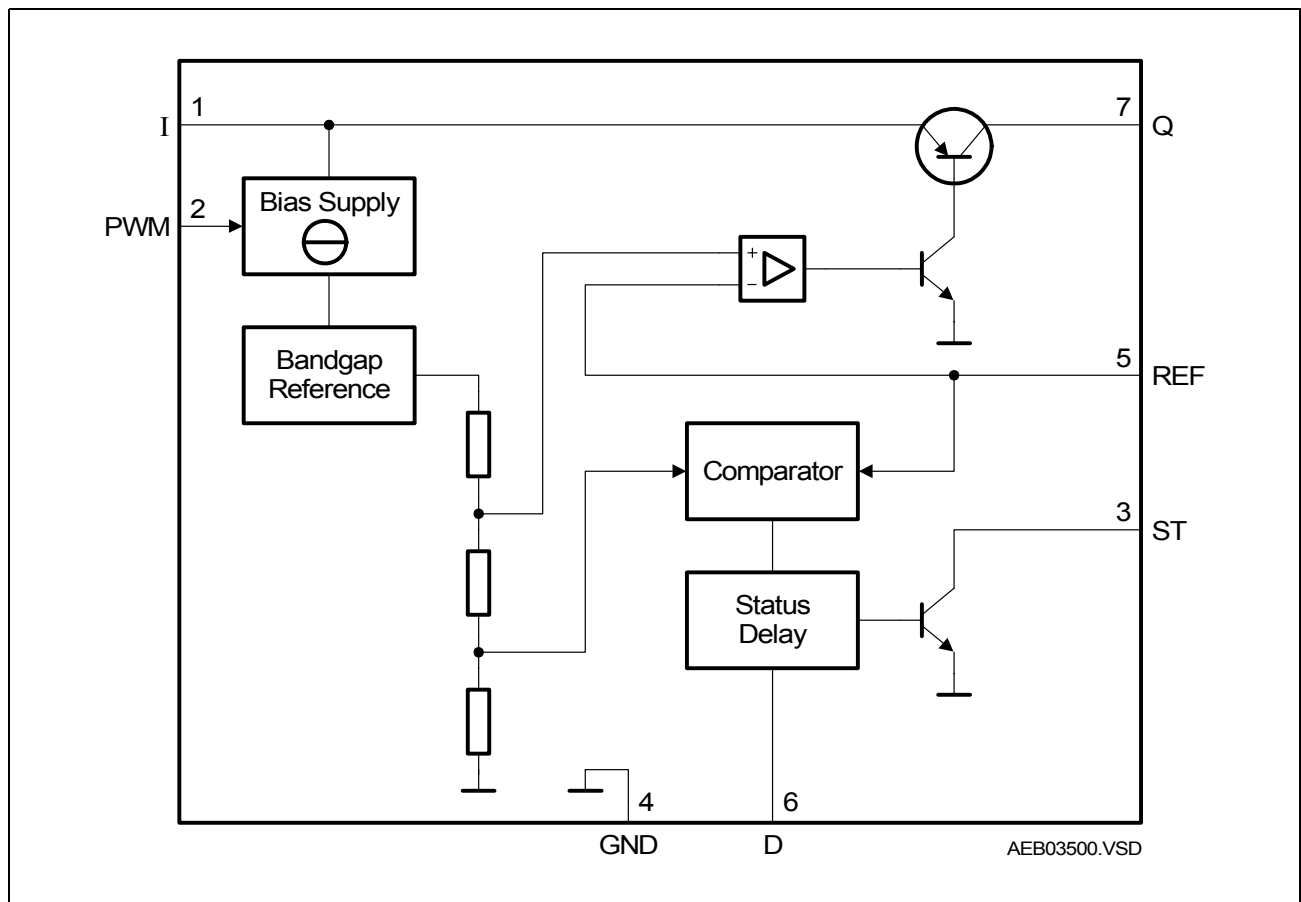 I
1
7
Q
Bias Supply
PWM
2
+
−
Bandgap
Reference
5
REF
Comparator
3
ST
Status
Delay
4
6
GND
D
AEB03500.VSD